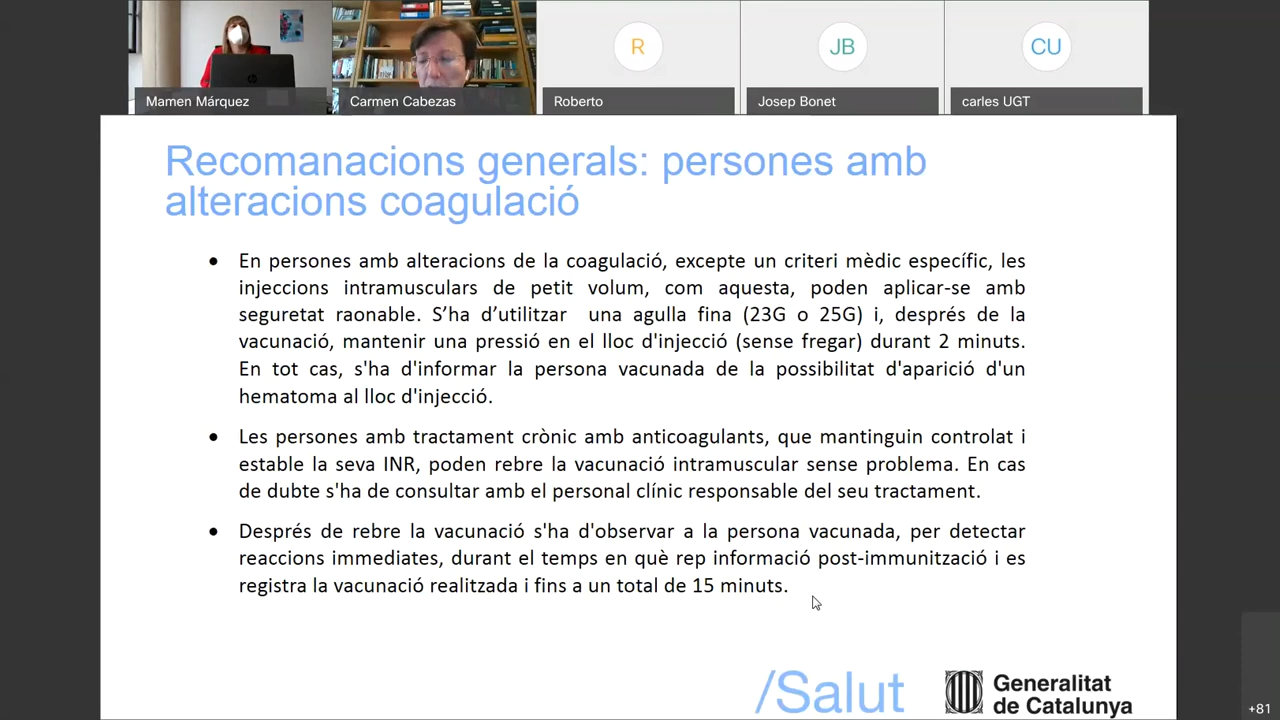 Mamen Márquez
Carmen Cabezas
R
Roberto
JB
Josep Bonet
CU
carles UGT
Recomanacions generals: persones amb
alteracions coagulació
• En persones amb alteracions de la coagulació, excepte un criteri mèdic específic, les
injeccions intramusculars de petit volum, com aquesta, poden aplicar-se amb
seguretat raonable. S’ha d’utilitzar una agulla fina (23G o 25G) i, després de la
vacunació, mantenir una pressió en el lloc d'injecció (sense fregar) durant 2 minuts.
En tot cas, s'ha d'informar la persona vacunada de la possibilitat d'aparició d'un
hematoma al lloc d'injecció.
• Les persones amb tractament crònic amb anticoagulants, que mantinguin controlat i
estable la seva INR, poden rebre la vacunació intramuscular sense problema. En cas
de dubte s'ha de consultar amb el personal clínic responsable del seu tractament.
• Després de rebre la vacunació s'ha d'observar a la persona vacunada, per detectar
reaccions immediates, durant el temps en què rep informació post-immunització i es
registra la vacunació realitzada i fins a un total de 15 minuts.
/Salut
Generalitat
de Catalunya
+81